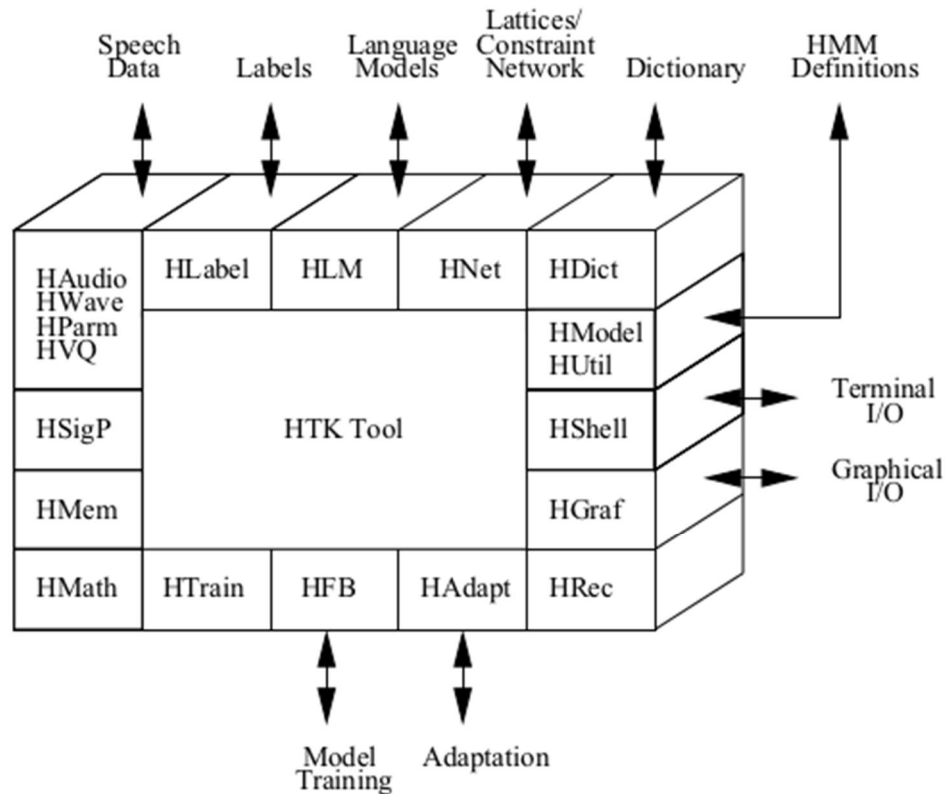 Speech
Data
Labels
Language
Models
Lattices/
Constraint
Network
Dictionary
HMM
Definitions
HAudio
HWave
HParm
HVQ
HLabel
HLM
HNet
HDict
HModel
HUtil
HSigP
HTK Tool
HShell
Terminal
I/O
HMem
HGraf
Graphical
I/O
HMath
HTrain
HFB
HAdapt
HRec
Model
Training
Adaptation